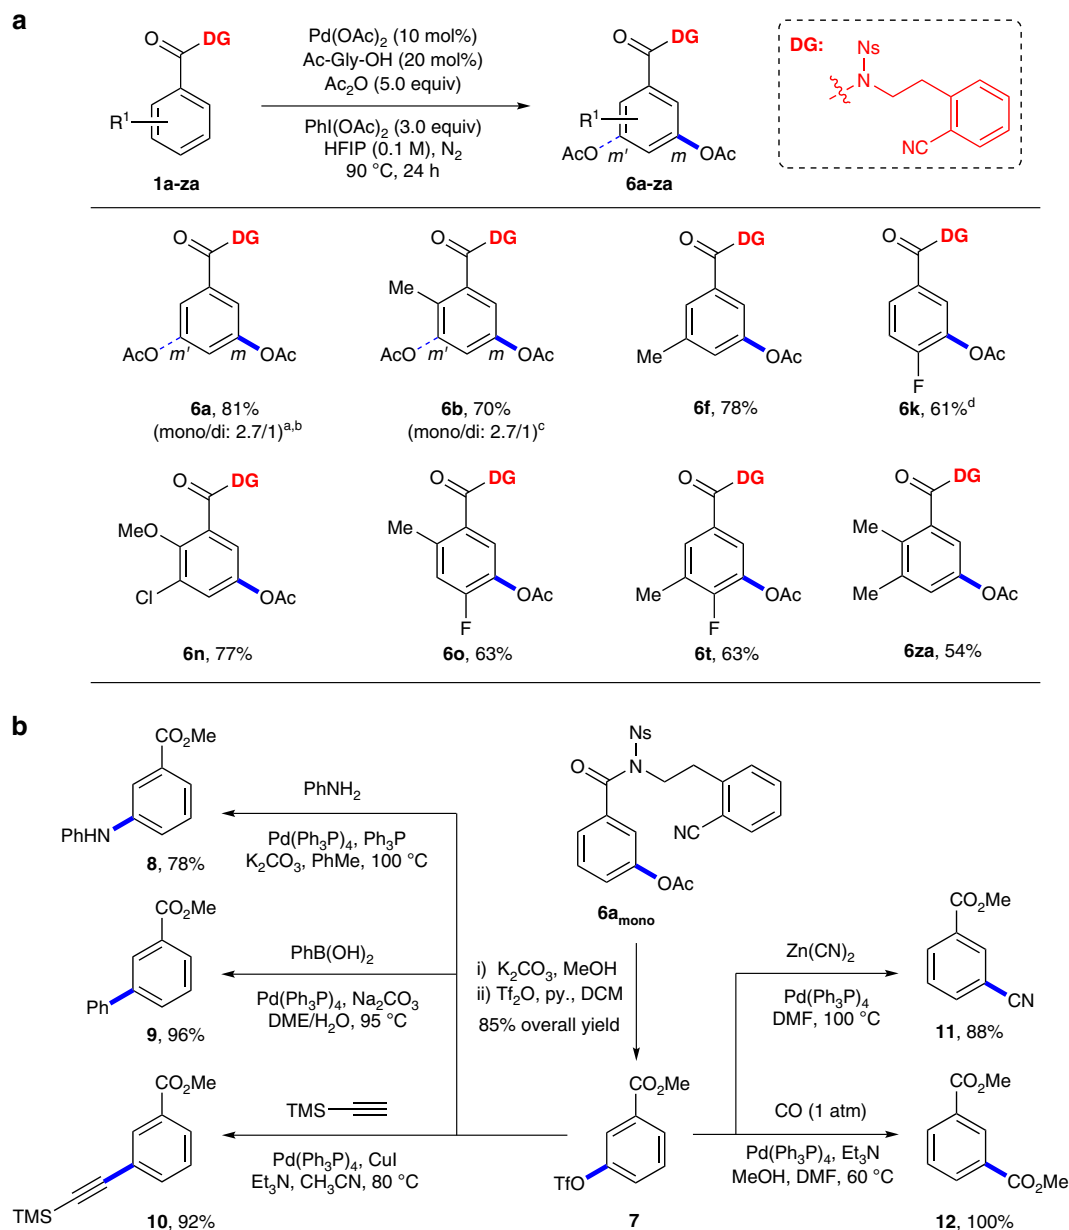 a
O
DG
R¹
1a-za
Pd(OAc)₂ (10 mol%)
Ac-Gly-OH (20 mol%)
Ac₂O (5.0 equiv)
PhI(OAc)₂ (3.0 equiv)
HFIP (0.1 M), N₂
90 °C, 24 h
O
DG
R¹
AcO
m'
m
OAc
6a-za
DG:
Ns
N
NC
O
DG
AcO
m'
m
OAc
6a, 81%
(mono/di: 2.7/1)ᵃ,ᵇ
O
DG
Me
AcO
m'
m
OAc
6b, 70%
(mono/di: 2.7/1)ᶜ
O
DG
Me
OAc
6f, 78%
O
DG
OAc
F
6k, 61%ᵈ
O
DG
MeO
Cl
OAc
6n, 77%
O
DG
Me
OAc
F
6o, 63%
O
DG
Me
OAc
F
6t, 63%
O
DG
Me
Me
OAc
6za, 54%
b
CO₂Me
PhHN
8, 78%
PhNH₂
Pd(Ph₃P)₄, Ph₃P
K₂CO₃, PhMe, 100 °C
CO₂Me
Ph
9, 96%
PhB(OH)₂
Pd(Ph₃P)₄, Na₂CO₃
DME/H₂O, 95 °C
CO₂Me
TMS
10, 92%
TMS
Pd(Ph₃P)₄, CuI
Et₃N, CH₃CN, 80 °C
Ns
O
N
NC
OAc
6aₘₒₙₒ
i) K₂CO₃, MeOH
ii) Tf₂O, py., DCM
85% overall yield
CO₂Me
TfO
7
Zn(CN)₂
Pd(Ph₃P)₄
DMF, 100 °C
CO₂Me
CN
11, 88%
CO (1 atm)
Pd(Ph₃P)₄, Et₃N
MeOH, DMF, 60 °C
CO₂Me
CO₂Me
12, 100%